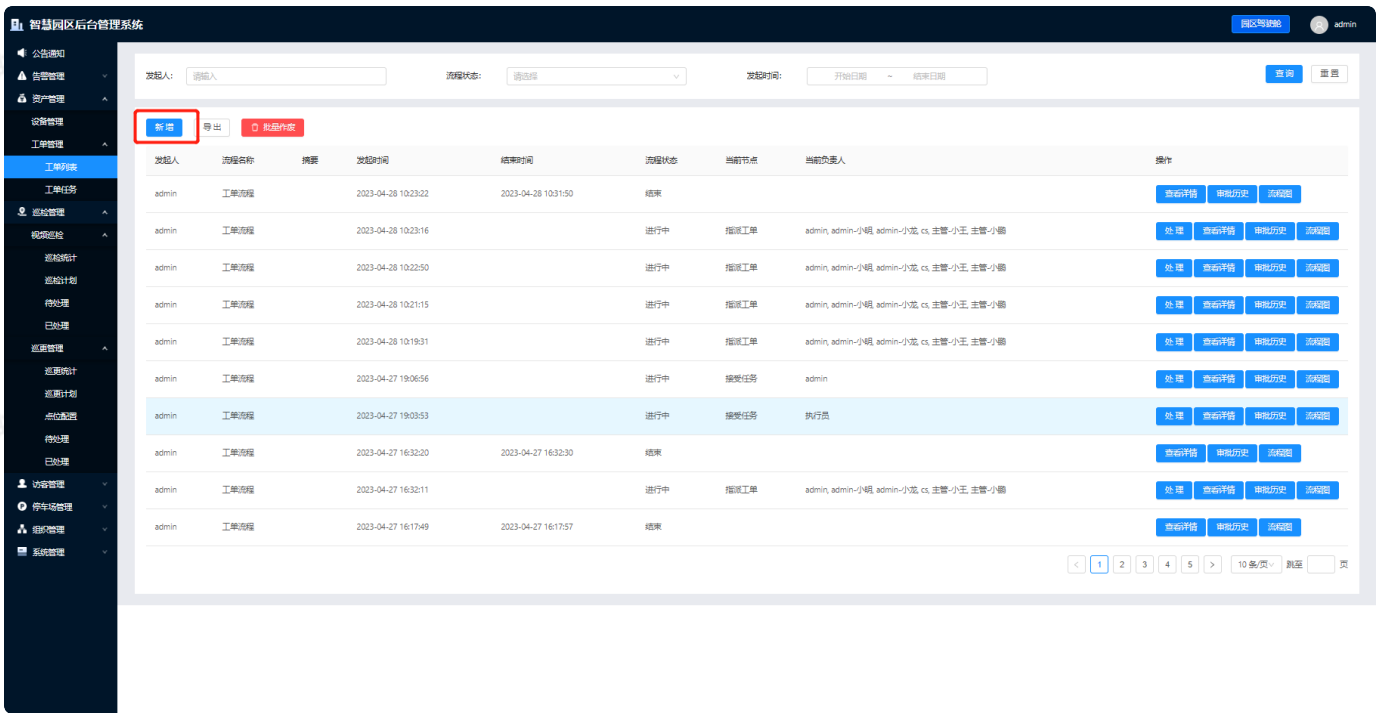 智慧园区后台管理系统 园区驾驶舱 admin
公告通知
告警管理
资产管理
设备管理
工单管理
工单列表
工单任务
巡检管理
视频巡检
巡检统计
巡检计划
待处理
已处理
巡更管理
巡更统计
巡更计划
点位配置
待处理
已处理
访客管理
停车场管理
组织管理
系统管理
发起人: 请输入 流程状态: 请选择 发起时间: 开始日期 ~ 结束日期 查 询 重 置
新 增 导 出 批量作废
发起人 流程名称 摘要 发起时间 结束时间 流程状态 当前节点 当前负责人 操作
admin 工单流程 2023-04-28 10:23:22 2023-04-28 10:31:50 结束 查看详情 审批历史 流程图
admin 工单流程 2023-04-28 10:23:16 进行中 指派工单 admin, admin-小明, admin-小龙, cs, 主管-小王, 主管-小鹏 处 理 查看详情 审批历史 流程图
admin 工单流程 2023-04-28 10:22:50 进行中 指派工单 admin, admin-小明, admin-小龙, cs, 主管-小王, 主管-小鹏 处 理 查看详情 审批历史 流程图
admin 工单流程 2023-04-28 10:21:15 进行中 指派工单 admin, admin-小明, admin-小龙, cs, 主管-小王, 主管-小鹏 处 理 查看详情 审批历史 流程图
admin 工单流程 2023-04-28 10:19:31 进行中 指派工单 admin, admin-小明, admin-小龙, cs, 主管-小王, 主管-小鹏 处 理 查看详情 审批历史 流程图
admin 工单流程 2023-04-27 19:06:56 进行中 接受任务 admin 处 理 查看详情 审批历史 流程图
admin 工单流程 2023-04-27 19:03:53 进行中 接受任务 执行员 处 理 查看详情 审批历史 流程图
admin 工单流程 2023-04-27 16:32:20 2023-04-27 16:32:30 结束 查看详情 审批历史 流程图
admin 工单流程 2023-04-27 16:32:11 进行中 指派工单 admin, admin-小明, admin-小龙, cs, 主管-小王, 主管-小鹏 处 理 查看详情 审批历史 流程图
admin 工单流程 2023-04-27 16:17:49 2023-04-27 16:17:57 结束 查看详情 审批历史 流程图
< 1 2 3 4 5 > 10 条/页 跳至 页